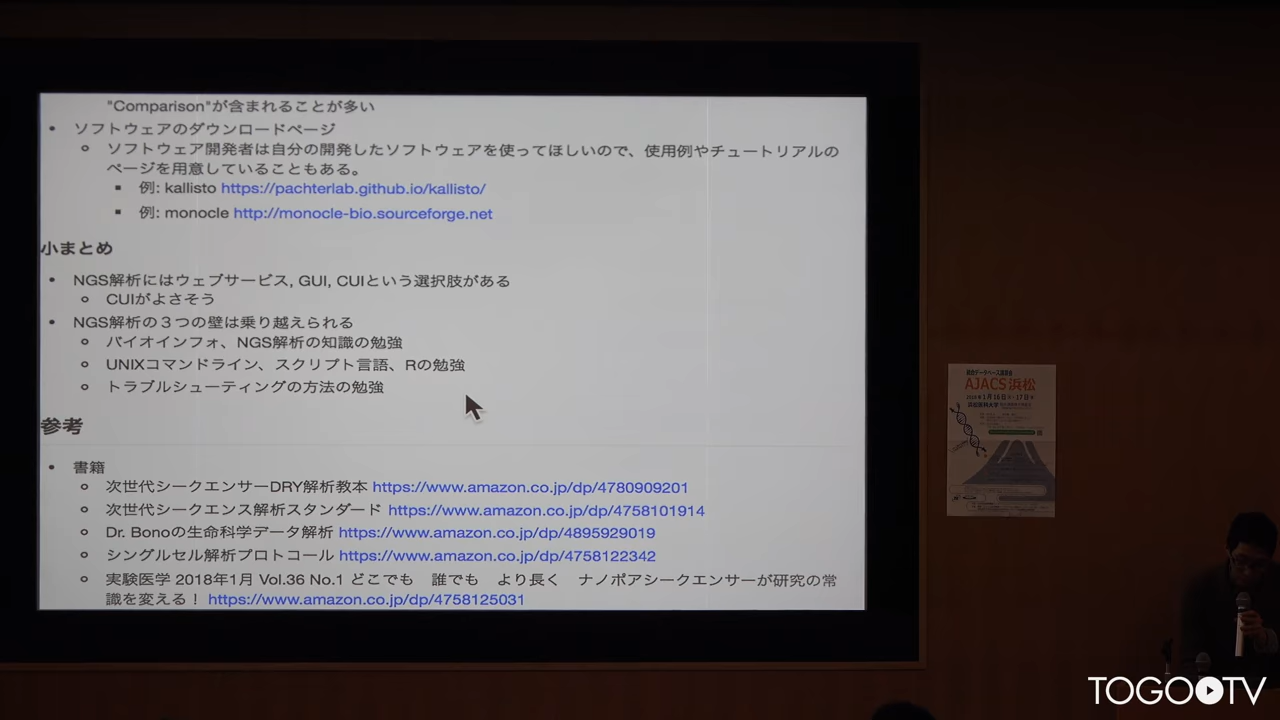 "Comparison"が含まれることが多い
• ソフトウェアのダウンロードページ
ソフトウェア開発者は自分の開発したソフトウェアを使ってほしいので、使用例やチュートリアルの
ページを用意していることもある。
例: kallisto https://pachterlab.github.io/kallisto/
例: monocle http://monocle-bio.sourceforge.net
小まとめ
• NGS解析にはウェブサービス, GUI, CUIという選択肢がある
CUIがよさそう
• NGS解析の３つの壁は乗り越えられる
バイオインフォ、NGS解析の知識の勉強
UNIXコマンドライン、スクリプト言語、Rの勉強
トラブルシューティングの方法の勉強
参考
• 書籍
次世代シークエンサーDRY解析教本 https://www.amazon.co.jp/dp/4780909201
次世代シークエンス解析スタンダード https://www.amazon.co.jp/dp/4758101914
Dr. Bonoの生命科学データ解析 https://www.amazon.co.jp/dp/4895929019
シングルセル解析プロトコール https://www.amazon.co.jp/dp/4758122342
実験医学 2018年1月 Vol.36 No.1 どこでも　誰でも　より長く　ナノポアシークエンサーが研究の常
識を変える！ https://www.amazon.co.jp/dp/4758125031
統合データベース講習会
AJACS浜松
浜松医科大学
TOGOTV